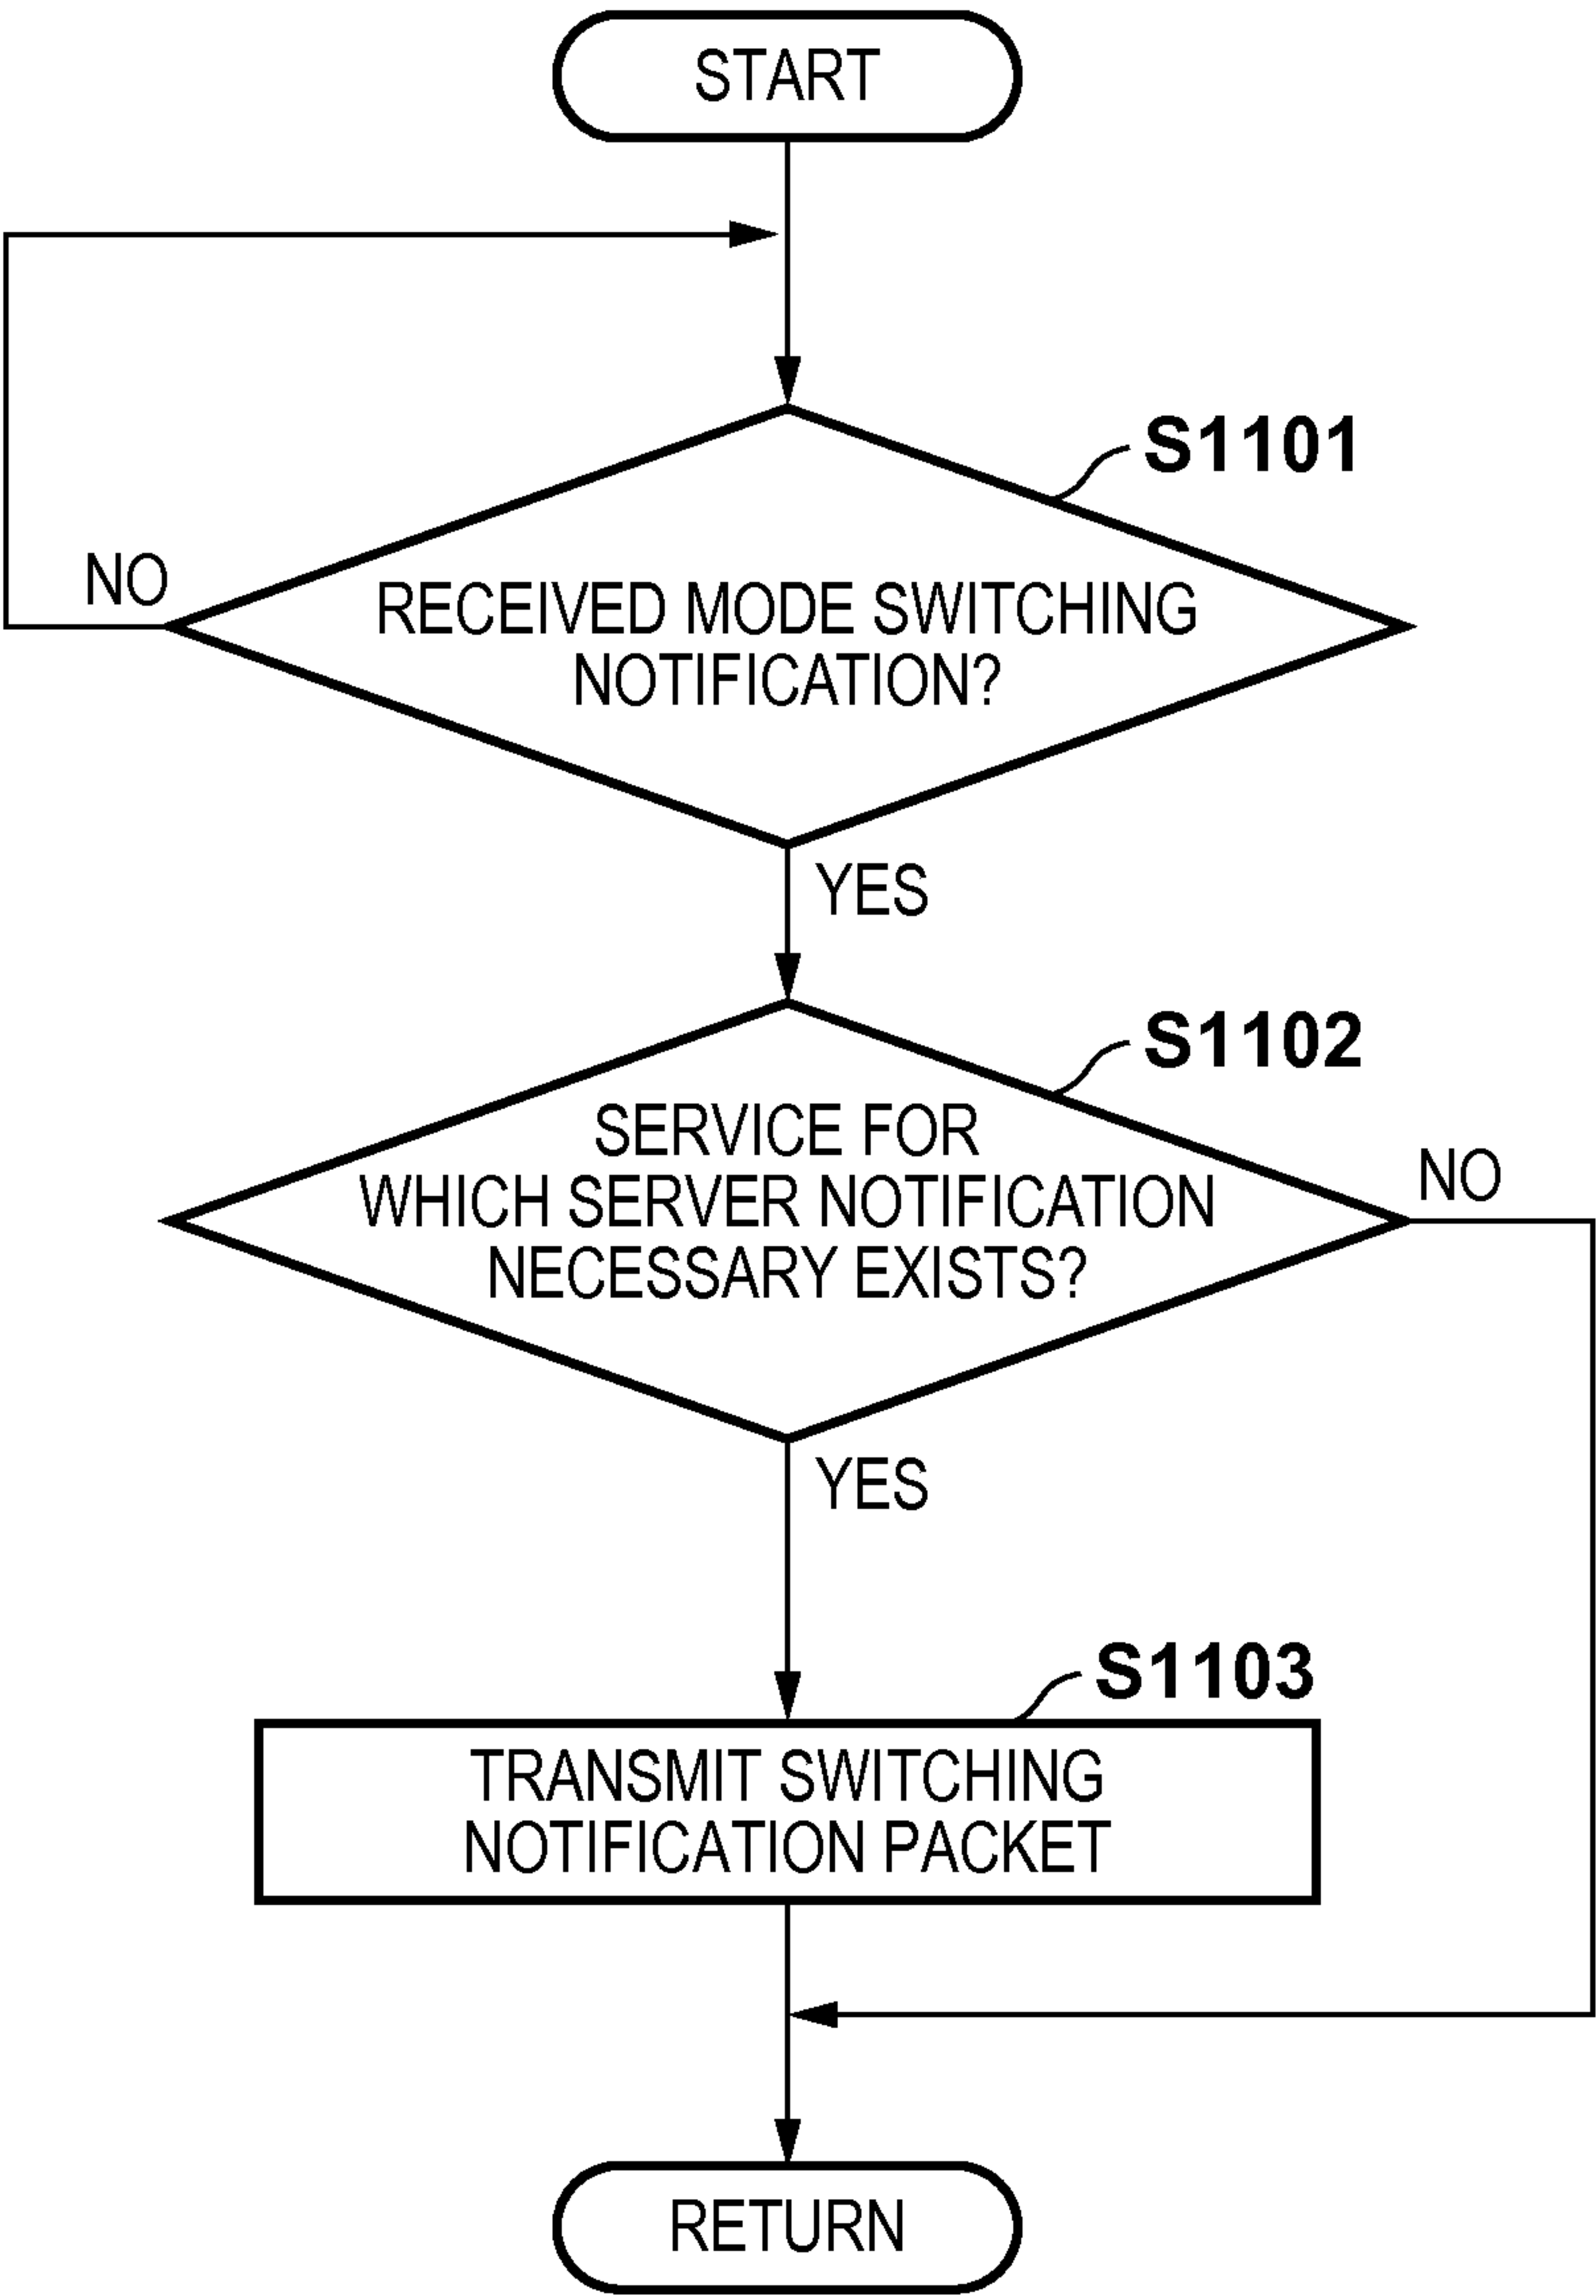 START
S1101
NO
RECEIVED MODE SWITCHING
NOTIFICATION?
YES
S1102
SERVICE FOR
WHICH SERVER NOTIFICATION
NECESSARY EXISTS?
NO
YES
S1103
TRANSMIT SWITCHING
NOTIFICATION PACKET
RETURN